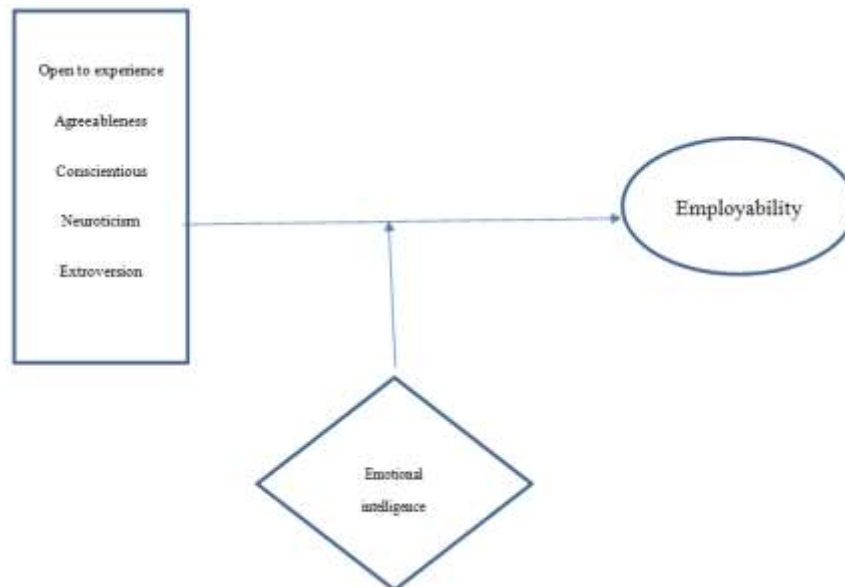 Open to experience
Agreeableness
Conscientious
Neuroticism
Extroversion
Employability
Emotional
intelligence